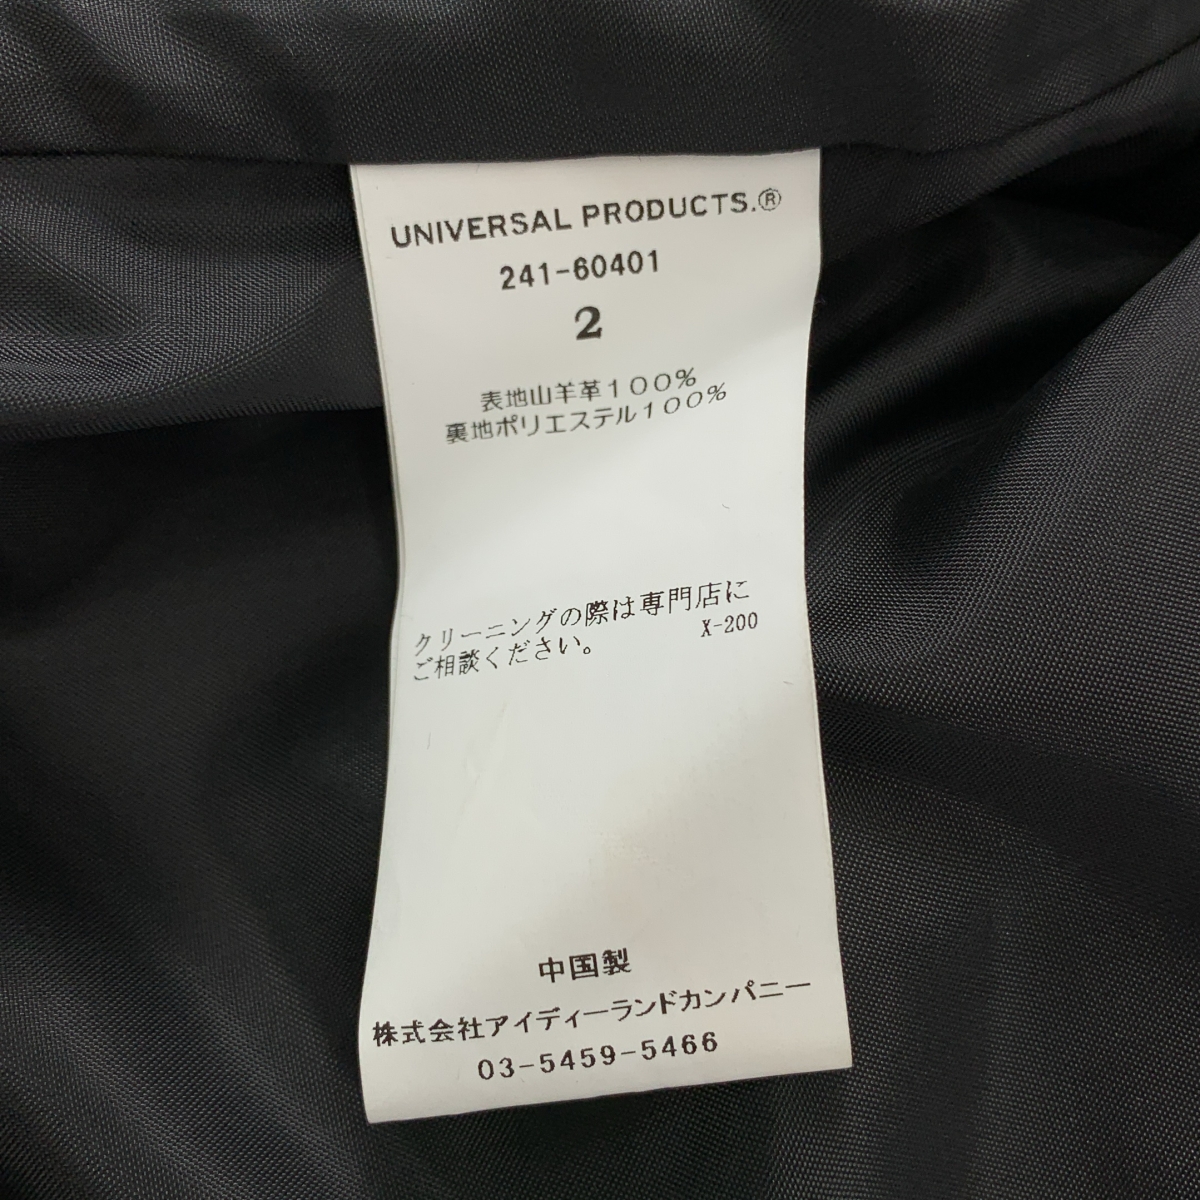 UNIVERSAL PRODUCTS.®
241-60401
2
表地山羊革100%
裏地ポリエステル100%
クリーニングの際は専門店に
ご相談ください。 X-200
中国製
株式会社アイディーランドカンパニー
03-5459-5466